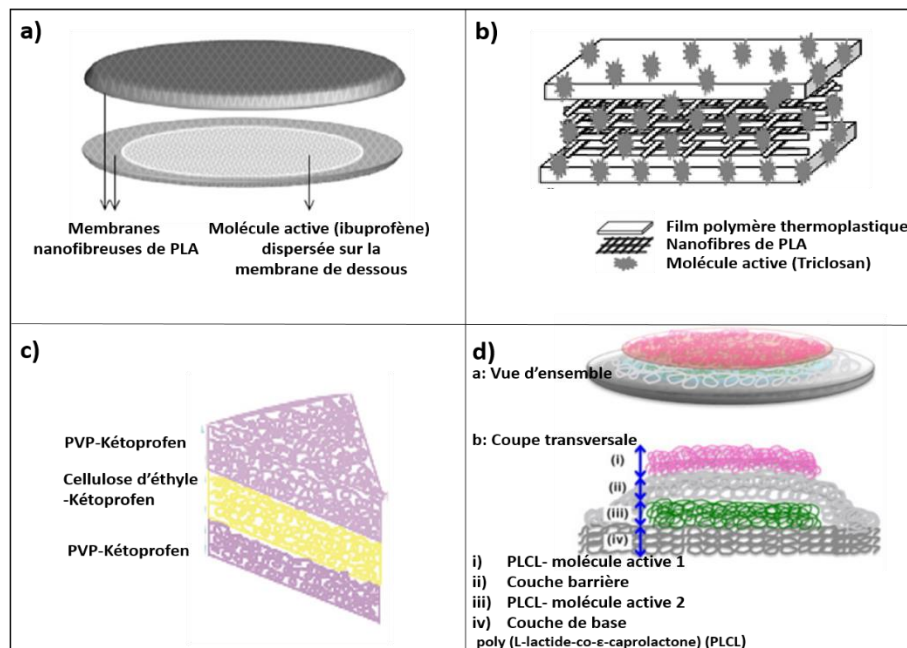 a)
Membranes
nanofibreuses de PLA
Molécule active (ibuprofène)
dispersée sur la
membrane de dessous
b)
Film polymère thermoplastique
Nanofibres de PLA
Molécule active (Triclosan)
c)
PVP-Kétoprofen
Cellulose d'éthyle
-Kétoprofen
PVP-Kétoprofen
d)
a: Vue d'ensemble
b: Coupe transversale
(i)
(ii)
(iii)
(iv)
i) PLCL- molécule active 1
ii) Couche barrière
iii) PLCL- molécule active 2
iv) Couche de base
poly (L-lactide-co-ε-caprolactone) (PLCL)